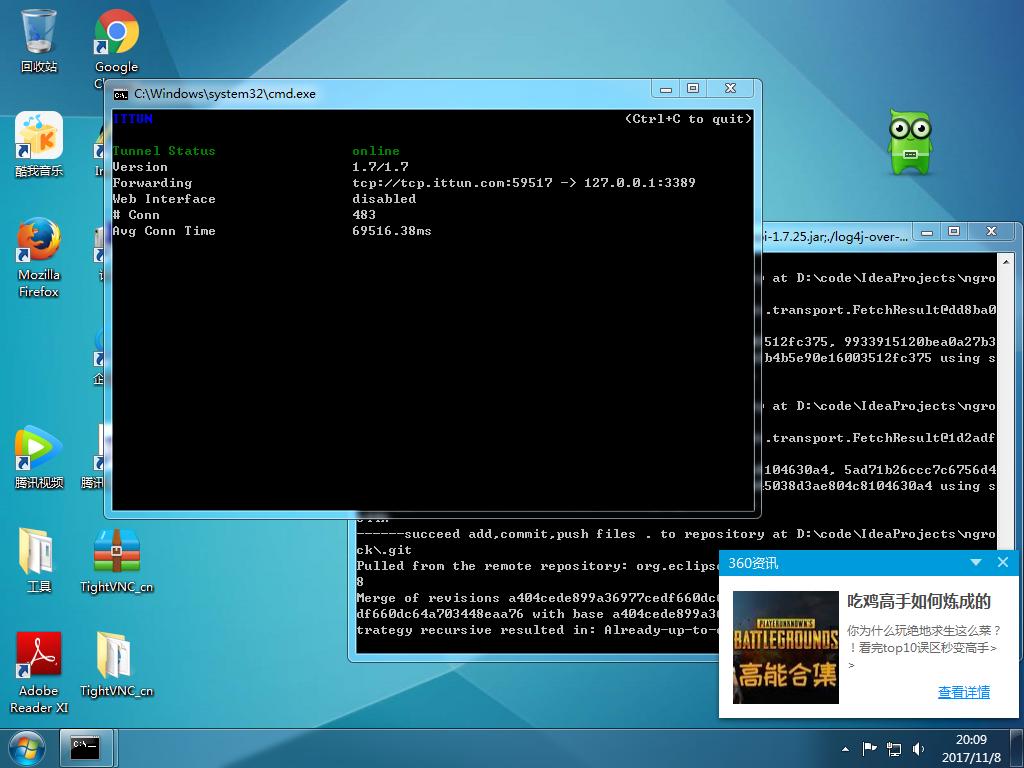 回收站
Google
酷我音乐
Mozilla
Firefox
腾讯视频
腾讯
工具
TightVNC_cn
Adobe
Reader XI
TightVNC_cn
C:\Windows\system32\cmd.exe
ITTUN (Ctrl+C to quit)
Tunnel Status online
Version 1.7/1.7
Forwarding tcp://tcp.ittun.com:59517 -> 127.0.0.1:3389
Web Interface disabled
# Conn 483
Avg Conn Time 69516.38ms
i-1.7.25.jar;./log4j-over-...
at D:\code\IdeaProjects\ngro
.transport.FetchResult@dd8ba0
512fc375, 9933915120bea0a27b3
b4b5e90e16003512fc375 using s
at D:\code\IdeaProjects\ngro
.transport.FetchResult@1d2adf
104630a4, 5ad71b26ccc7c6756d4
5038d3ae804c8104630a4 using s
------succeed add,commit,push files . to repository at D:\code\IdeaProjects\ngro
ck\.git
Pulled from the remote repository: org.eclips
8
Merge of revisions a404cede899a36977cedf660dc
df660dc64a703448eaa76 with base a404cede899a3
trategy recursive resulted in: Already-up-to-
360资讯
PLAYERUNKNOWN'S
BATTLEGROUNDS
高能合集
吃鸡高手如何炼成的
你为什么玩绝地求生这么菜？
！看完top10误区秒变高手>
>
查看详情
20:09
2017/11/8